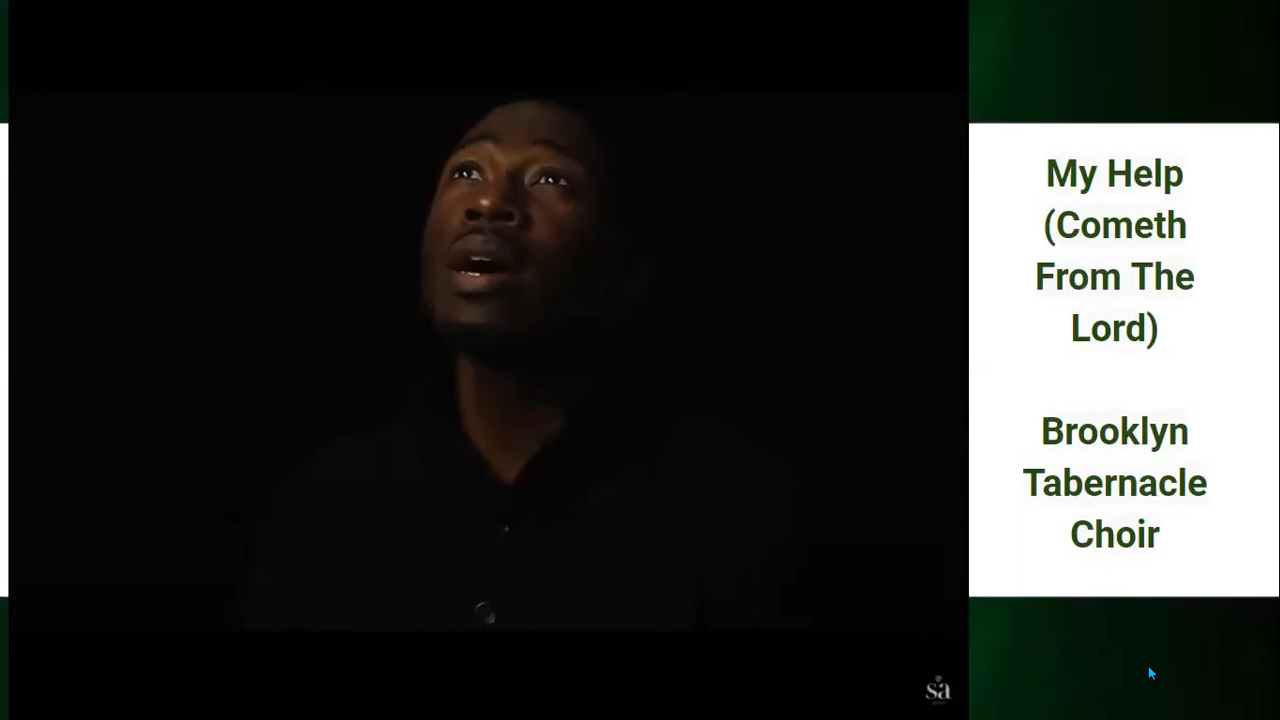 My Help
(Cometh
From The
Lord)
Brooklyn
Tabernacle
Choir
sa